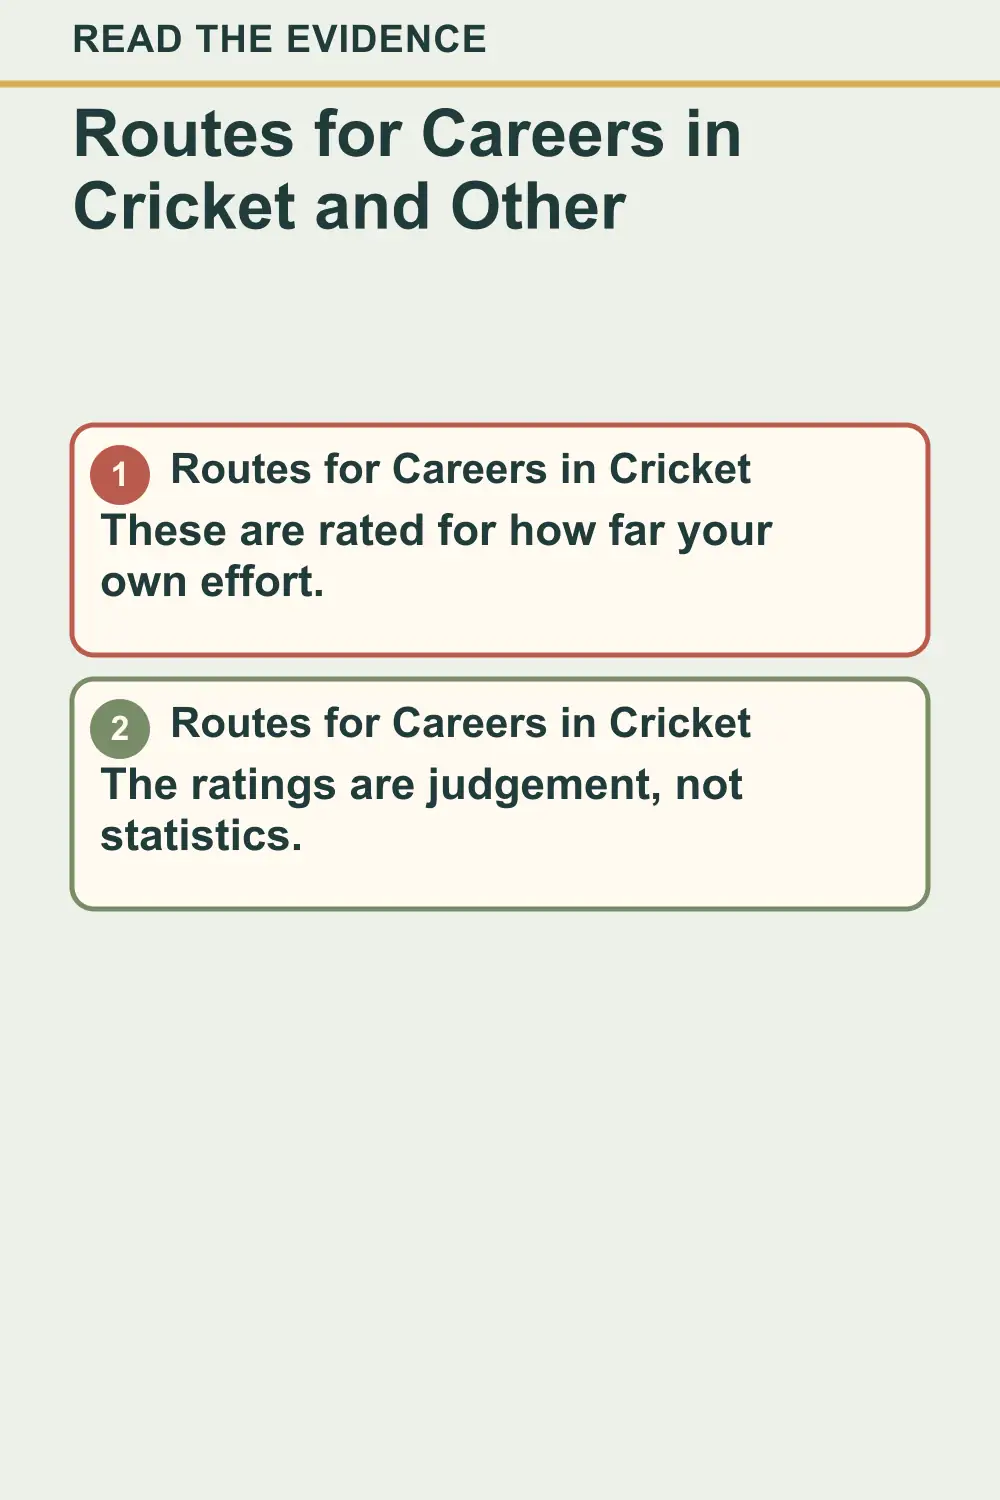 READ THE EVIDENCE
Routes for Careers in
Cricket and Other
1 Routes for Careers in Cricket
These are rated for how far your
own effort.
2 Routes for Careers in Cricket
The ratings are judgement, not
statistics.